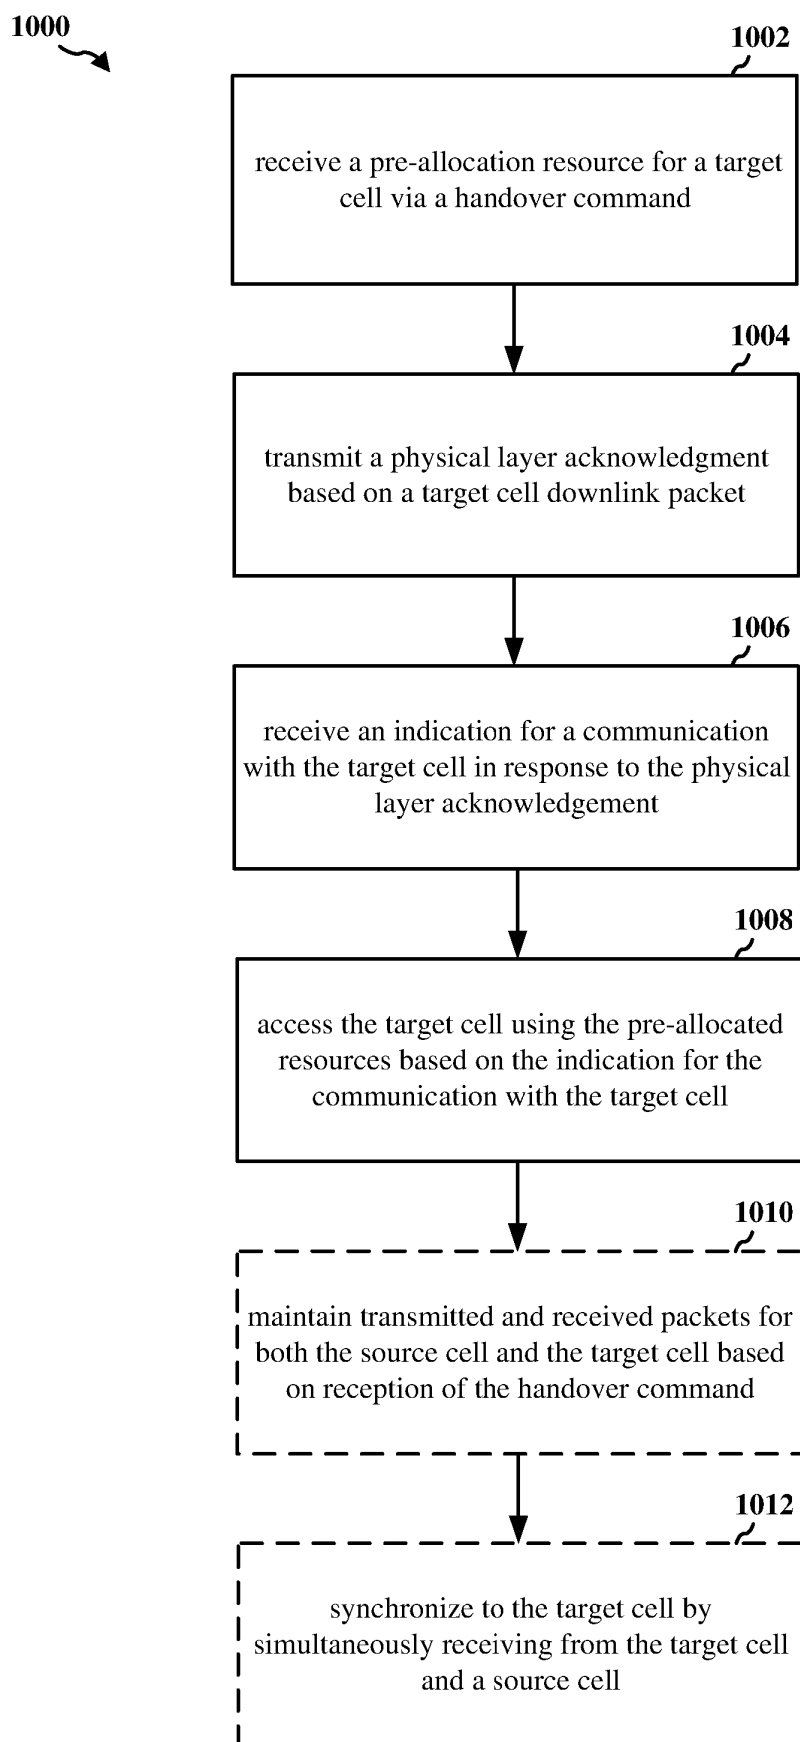 1000
1002
receive a pre-allocation resource for a target
cell via a handover command
1004
transmit a physical layer acknowledgment
based on a target cell downlink packet
1006
receive an indication for a communication
with the target cell in response to the physical
layer acknowledgement
1008
access the target cell using the pre-allocated
resources based on the indication for the
communication with the target cell
1010
maintain transmitted and received packets for
both the source cell and the target cell based
on reception of the handover command
1012
synchronize to the target cell by
simultaneously receiving from the target cell
and a source cell